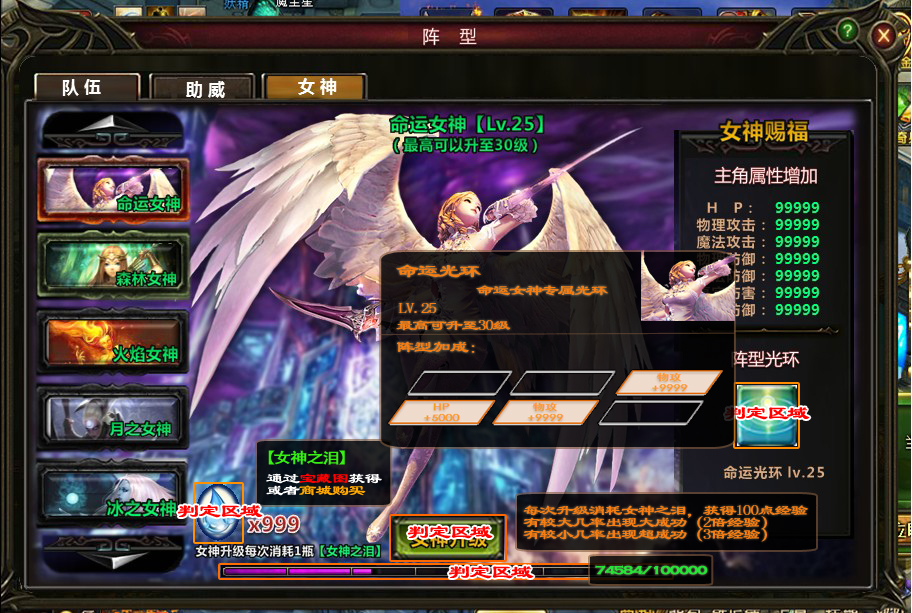 妖精
魔王军
阵 型
?
X
队 伍
助 威
女 神
命运女神【Lv.25】
（最高可以升至30级）
命运女神
森林女神
火焰女神
月之女神
冰之女神
女神赐福
主角属性增加
H P： 99999
物理攻击： 99999
魔法攻击： 99999
防御： 99999
防御： 99999
伤害： 99999
防御： 99999
阵型光环
判定区域
命运光环 lv.25
命运光环
命运女神专属光环
LV.25
最高可升至30级
阵型加成：
物攻
+9999
HP
+5000
物攻
+9999
【女神之泪】
通过宝藏图获得
或者商城购买
判定区域
x999
女神升级每次消耗1瓶【女神之泪】
判定区域
女神升级
每次升级消耗女神之泪，获得100点经验
有较大几率出现大成功（2倍经验）
有较小几率出现超成功（3倍经验）
判定区域
74584/100000